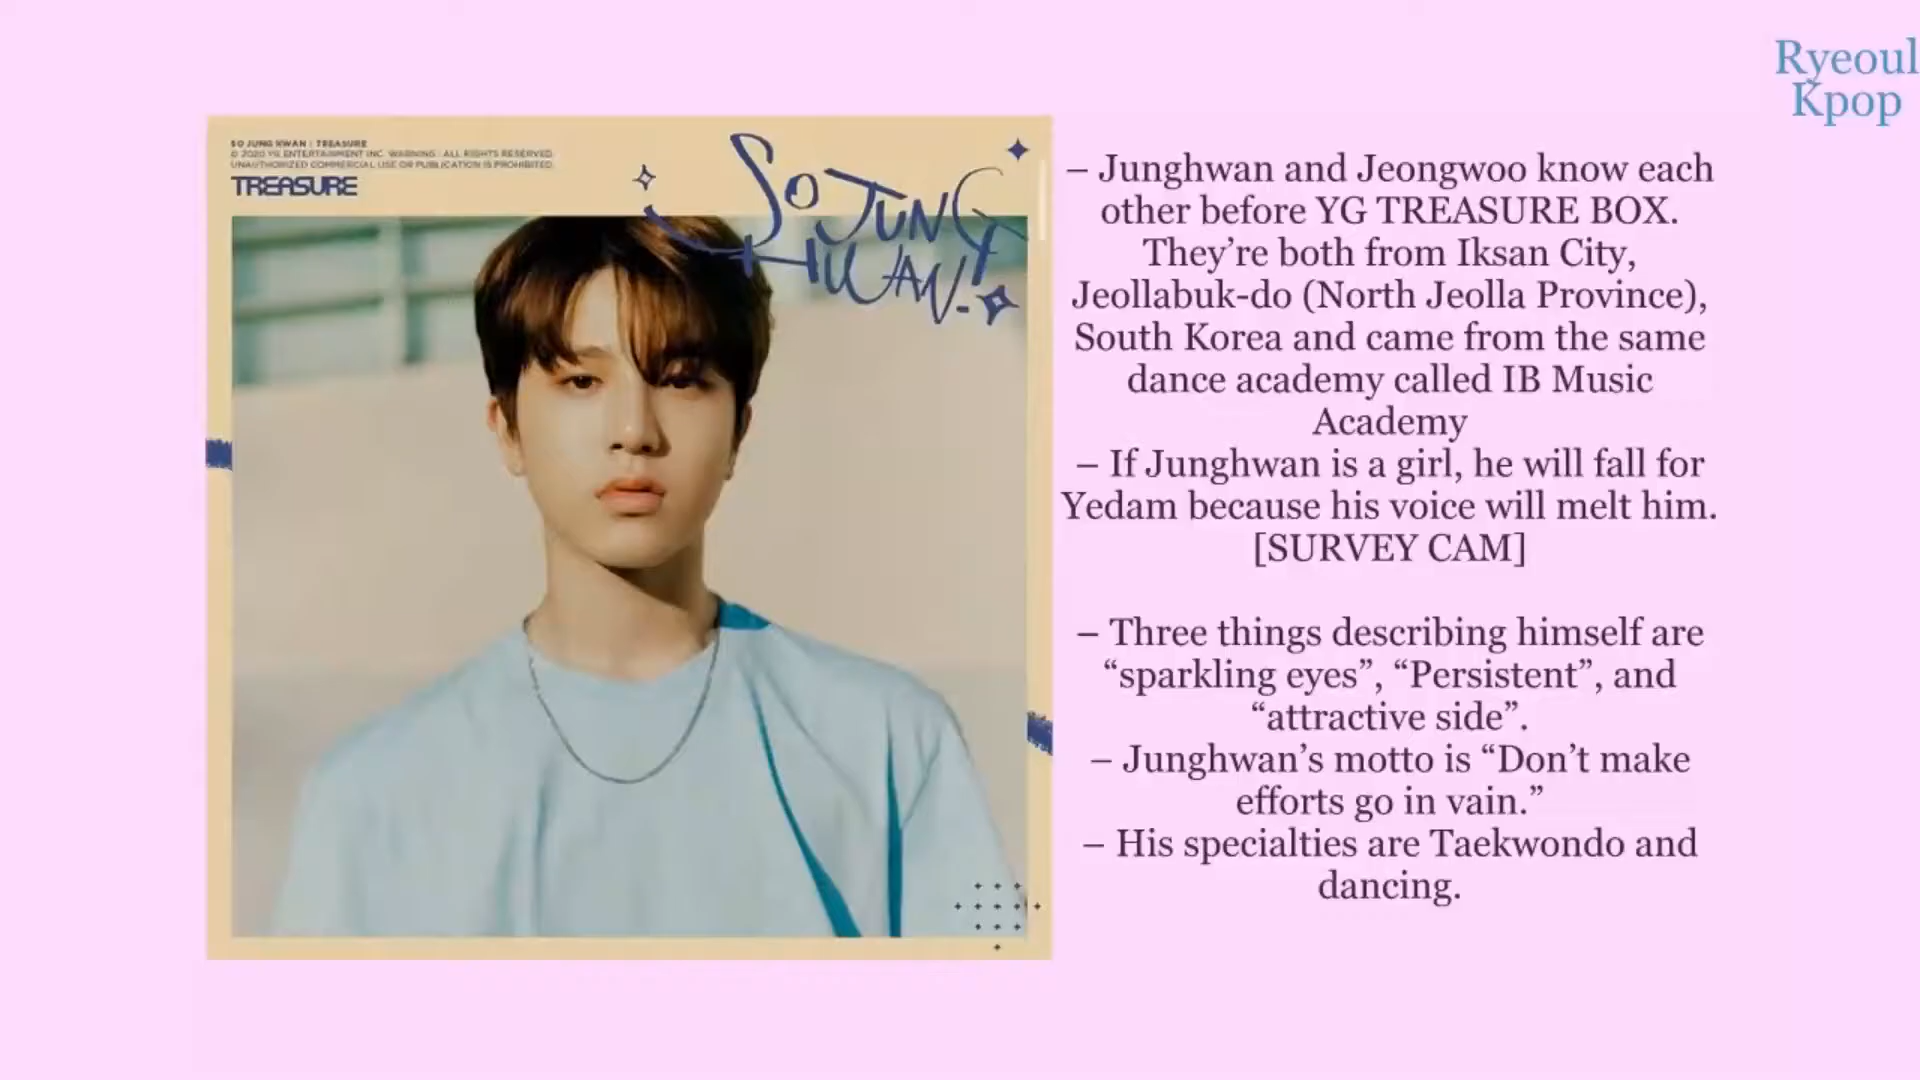 Ryeoul
Kpop
SO JUNG HWAN | TREASURE
© 2020 YG ENTERTAINMENT INC. WARNING : ALL RIGHTS RESERVED.
UNAUTHORIZED COMMERCIAL USE OR PUBLICATION IS PROHIBITED.
TREASURE
SO JUNG
HWAN.
– Junghwan and Jeongwoo know each
other before YG TREASURE BOX.
They’re both from Iksan City,
Jeollabuk-do (North Jeolla Province),
South Korea and came from the same
dance academy called IB Music
Academy
– If Junghwan is a girl, he will fall for
Yedam because his voice will melt him.
[SURVEY CAM]
– Three things describing himself are
“sparkling eyes”, “Persistent”, and
“attractive side”.
– Junghwan’s motto is “Don’t make
efforts go in vain.”
– His specialties are Taekwondo and
dancing.